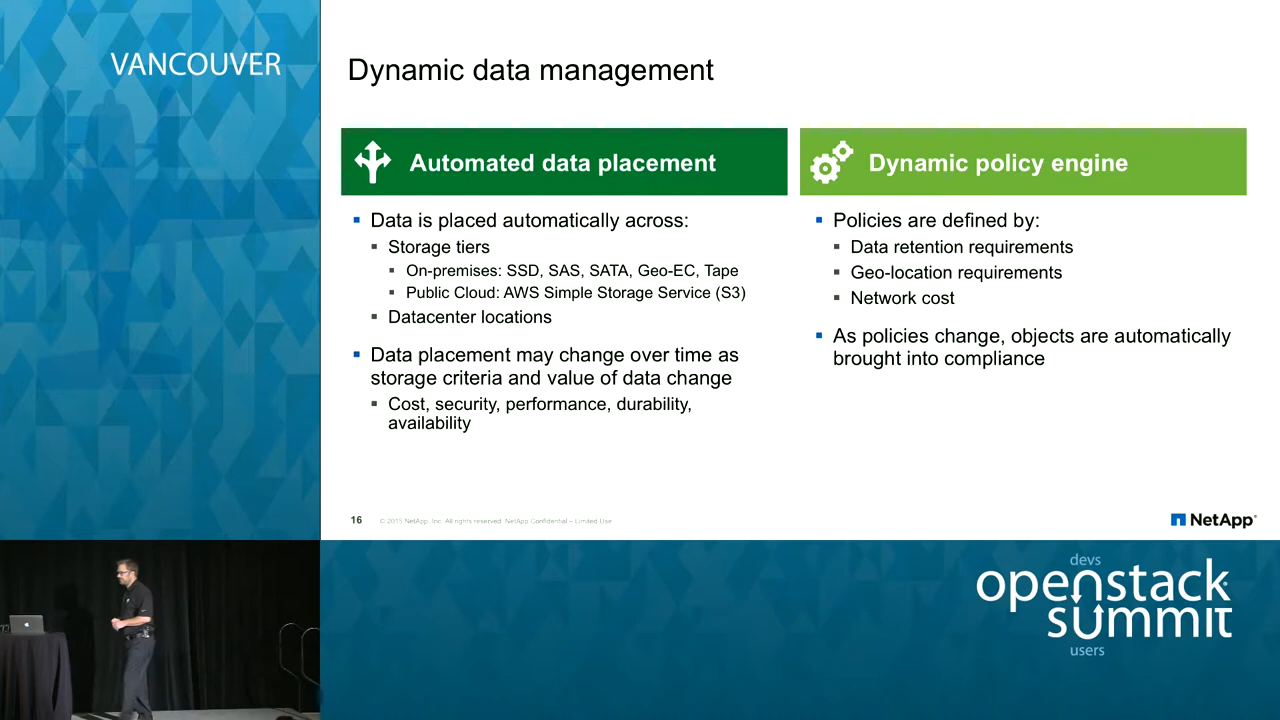 VANCOUVER
Dynamic data management
Automated data placement
Data is placed automatically across:
Storage tiers
On-premises: SSD, SAS, SATA, Geo-EC, Tape
Public Cloud: AWS Simple Storage Service (S3)
Datacenter locations
Data placement may change over time as
storage criteria and value of data change
Cost, security, performance, durability,
availability
Dynamic policy engine
Policies are defined by:
Data retention requirements
Geo-location requirements
Network cost
As policies change, objects are automatically
brought into compliance
16
© 2015 NetApp, Inc. All rights reserved. NetApp Confidential – Limited Use
NetApp
devs
openstack
summit
users